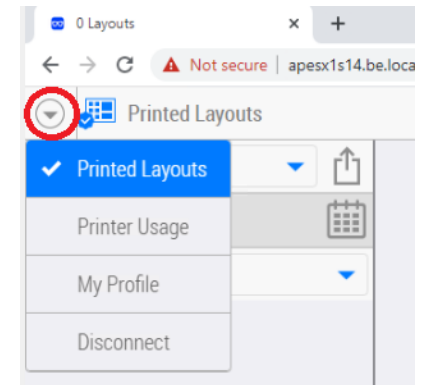 0 Layouts
Not secure | apesx1s14.be.loca
Printed Layouts
Printed Layouts
Printer Usage
My Profile
Disconnect